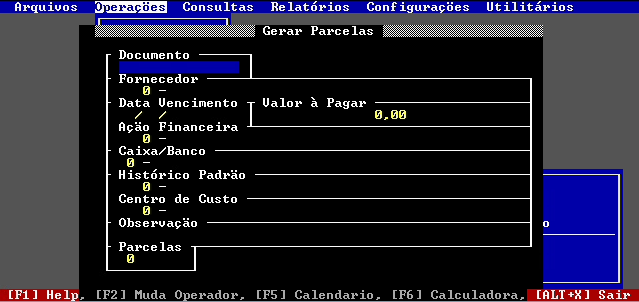 Arquivos Operações Consultas Relatórios Configurações Utilitários
Gerar Parcelas
Documento
Fornecedor
0 -
Data Vencimento Valor à Pagar
/ / 0,00
Ação Financeira
0 -
Caixa/Banco
0 -
Histórico Padrão
0 -
Centro de Custo
0 -
o
Observação
Parcelas
0
[F1] Help, [F2] Muda Operador, [F5] Calendario, [F6] Calculadora, [ALT+X] Sair